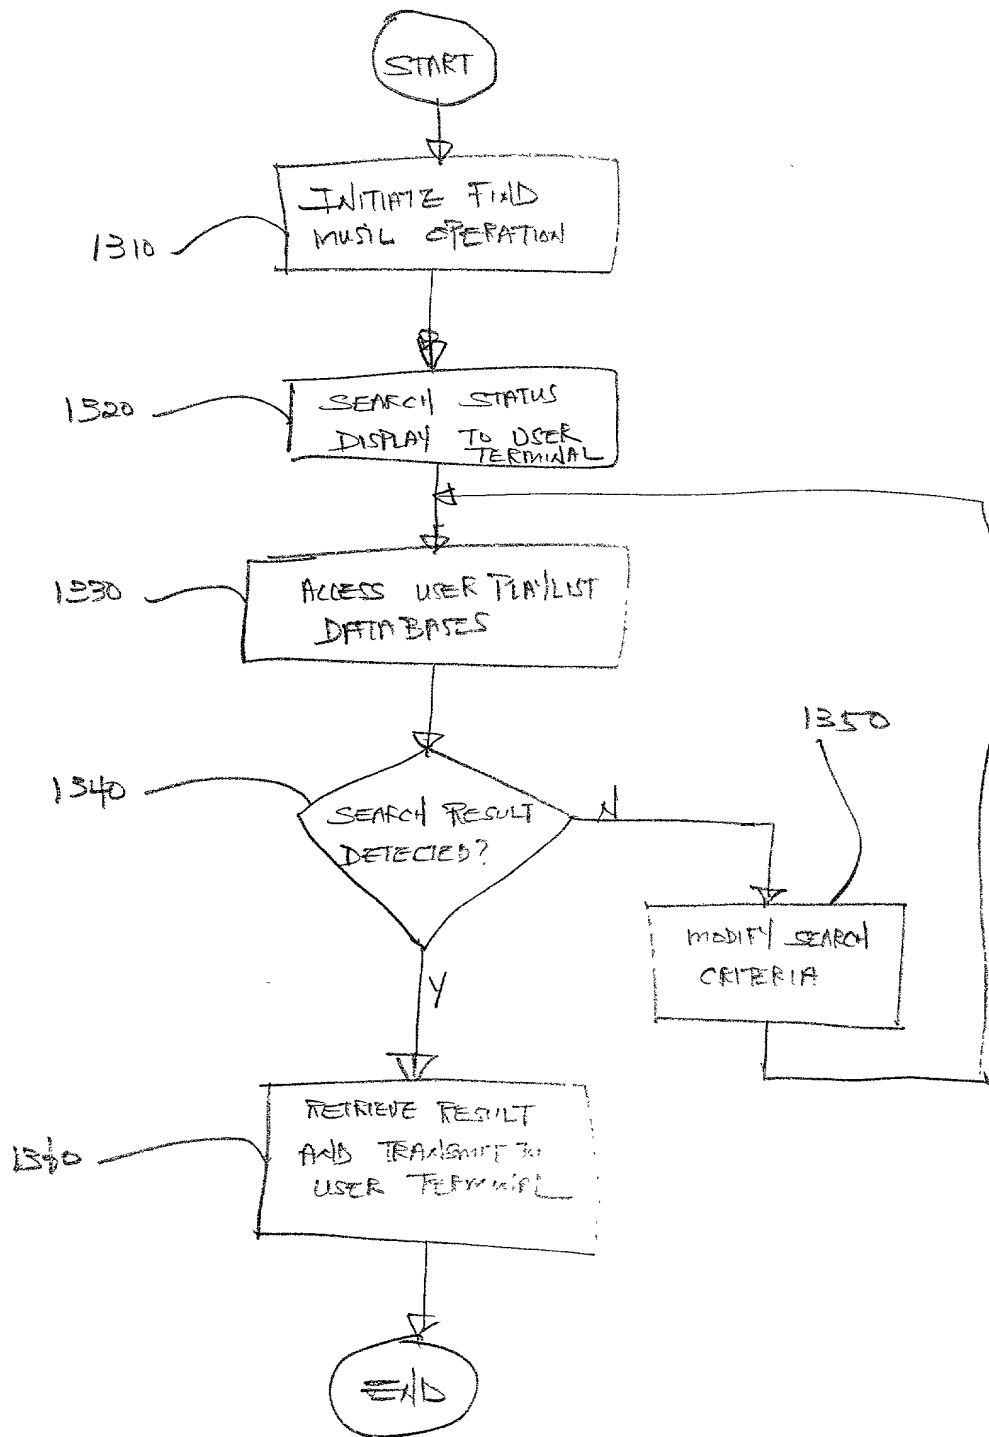 START
INITIATE FIND
MUSIC OPERATION
1310
1320
SEARCH STATUS
DISPLAY TO USER
TERMINAL
1330
ACCESS USER PLAYLIST
DATABASES
1350
1340
SEARCH RESULT
DETECTED?
N
MODIFY SEARCH
CRITERIA
Y
1360
RETRIEVE RESULT
AND TRANSMIT TO
USER TERMINAL
END